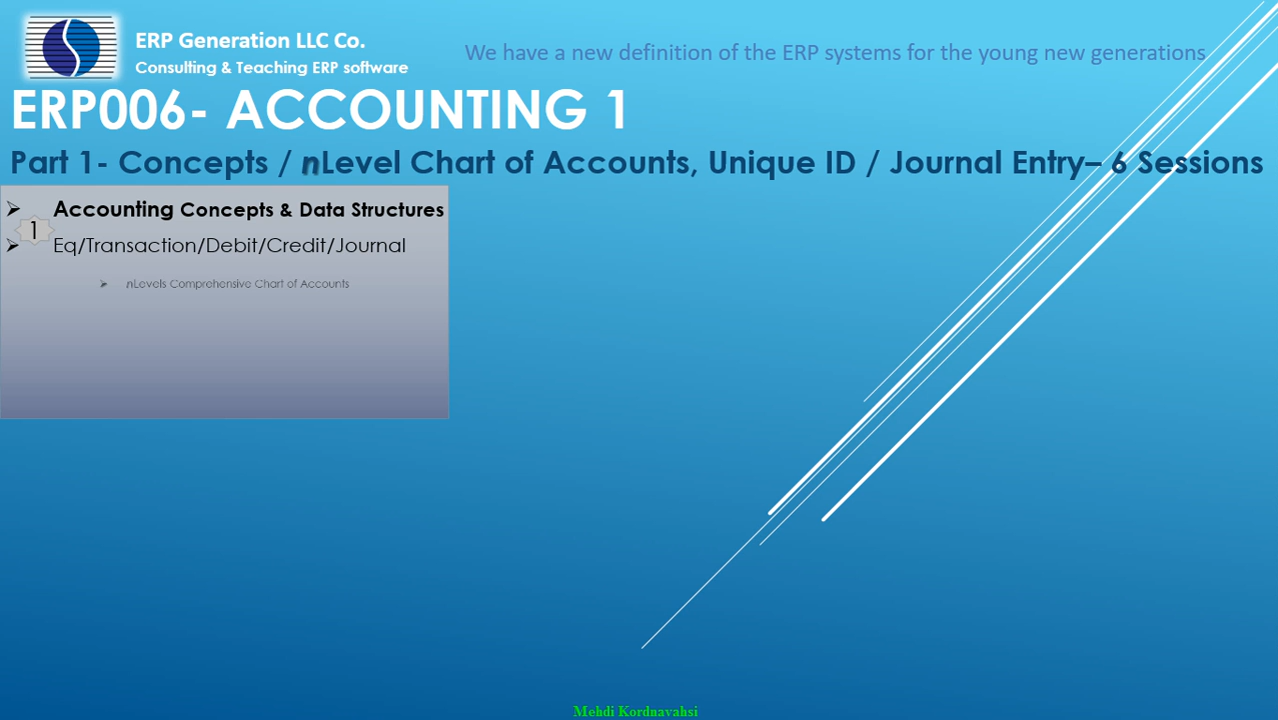 ERP Generation LLC Co.
Consulting & Teaching ERP software
We have a new definition of the ERP systems for the young new generations
ERP006- ACCOUNTING 1
Part 1- Concepts / nLevel Chart of Accounts, Unique ID / Journal Entry– 6 Sessions
Accounting Concepts & Data Structures
1
Eq/Transaction/Debit/Credit/Journal
nLevels Comprehensive Chart of Accounts
Mehdi Kordnavahsi